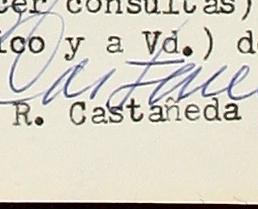 cer consultas)
ico y a Vd.) d
R. Castañeda